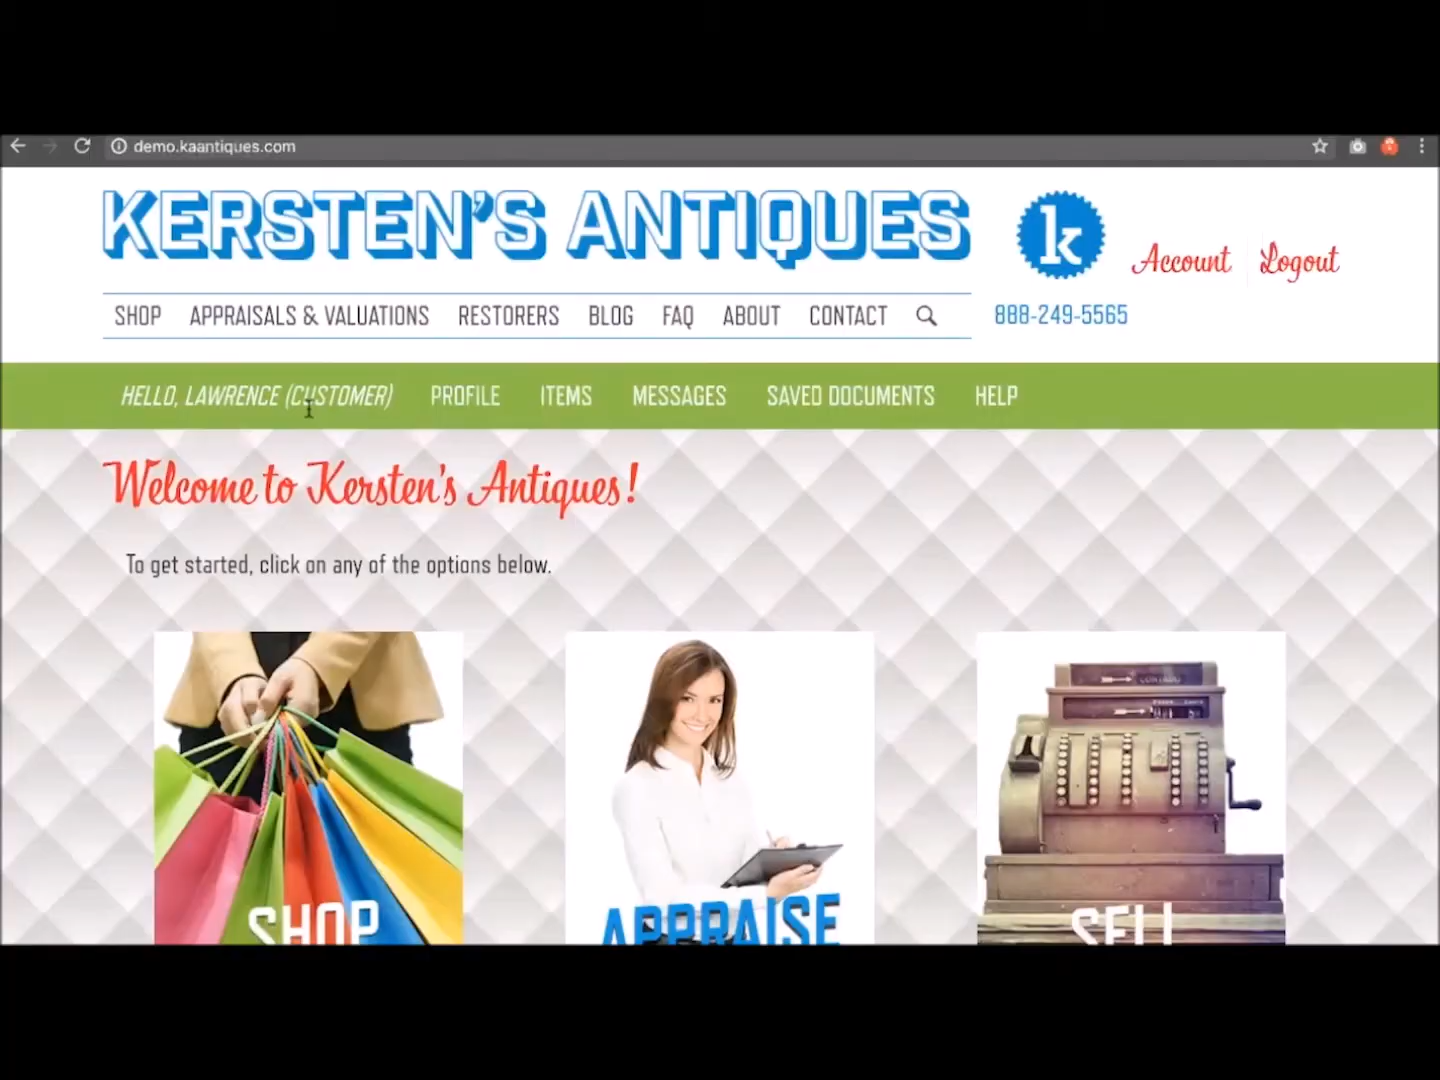 demo.kaantiques.com
KERSTEN'S ANTIQUES
k
Account Logout
SHOP APPRAISALS & VALUATIONS RESTORERS BLOG FAQ ABOUT CONTACT 888-249-5565
HELLO, LAWRENCE (CUSTOMER) PROFILE ITEMS MESSAGES SAVED DOCUMENTS HELP
Welcome to Kersten's Antiques!
To get started, click on any of the options below.
CONTADO
SHOP APPRAISE SELL